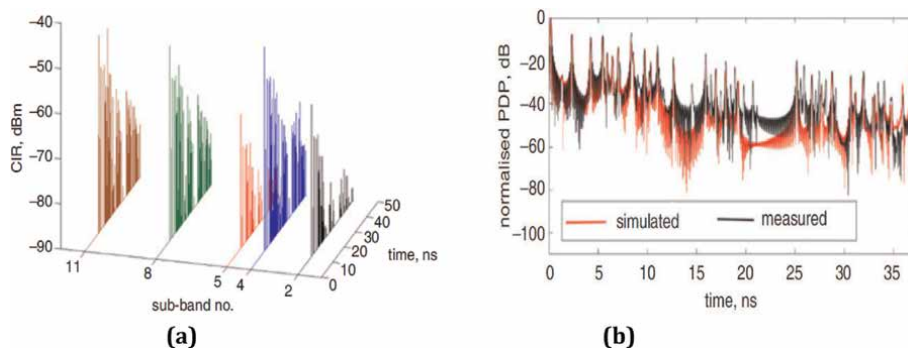 (a)
−40
−50
−60
−70
−80
−90
CIR, dBm
11
8
5
4
2
sub-band no.
0
10
20
30
40
50
time, ns
(a)
b
0
−20
−40
−60
−80
−100
normalised PDP, dB
simulated
measured
0
5
10
15
20
25
30
35
time, ns
(b)